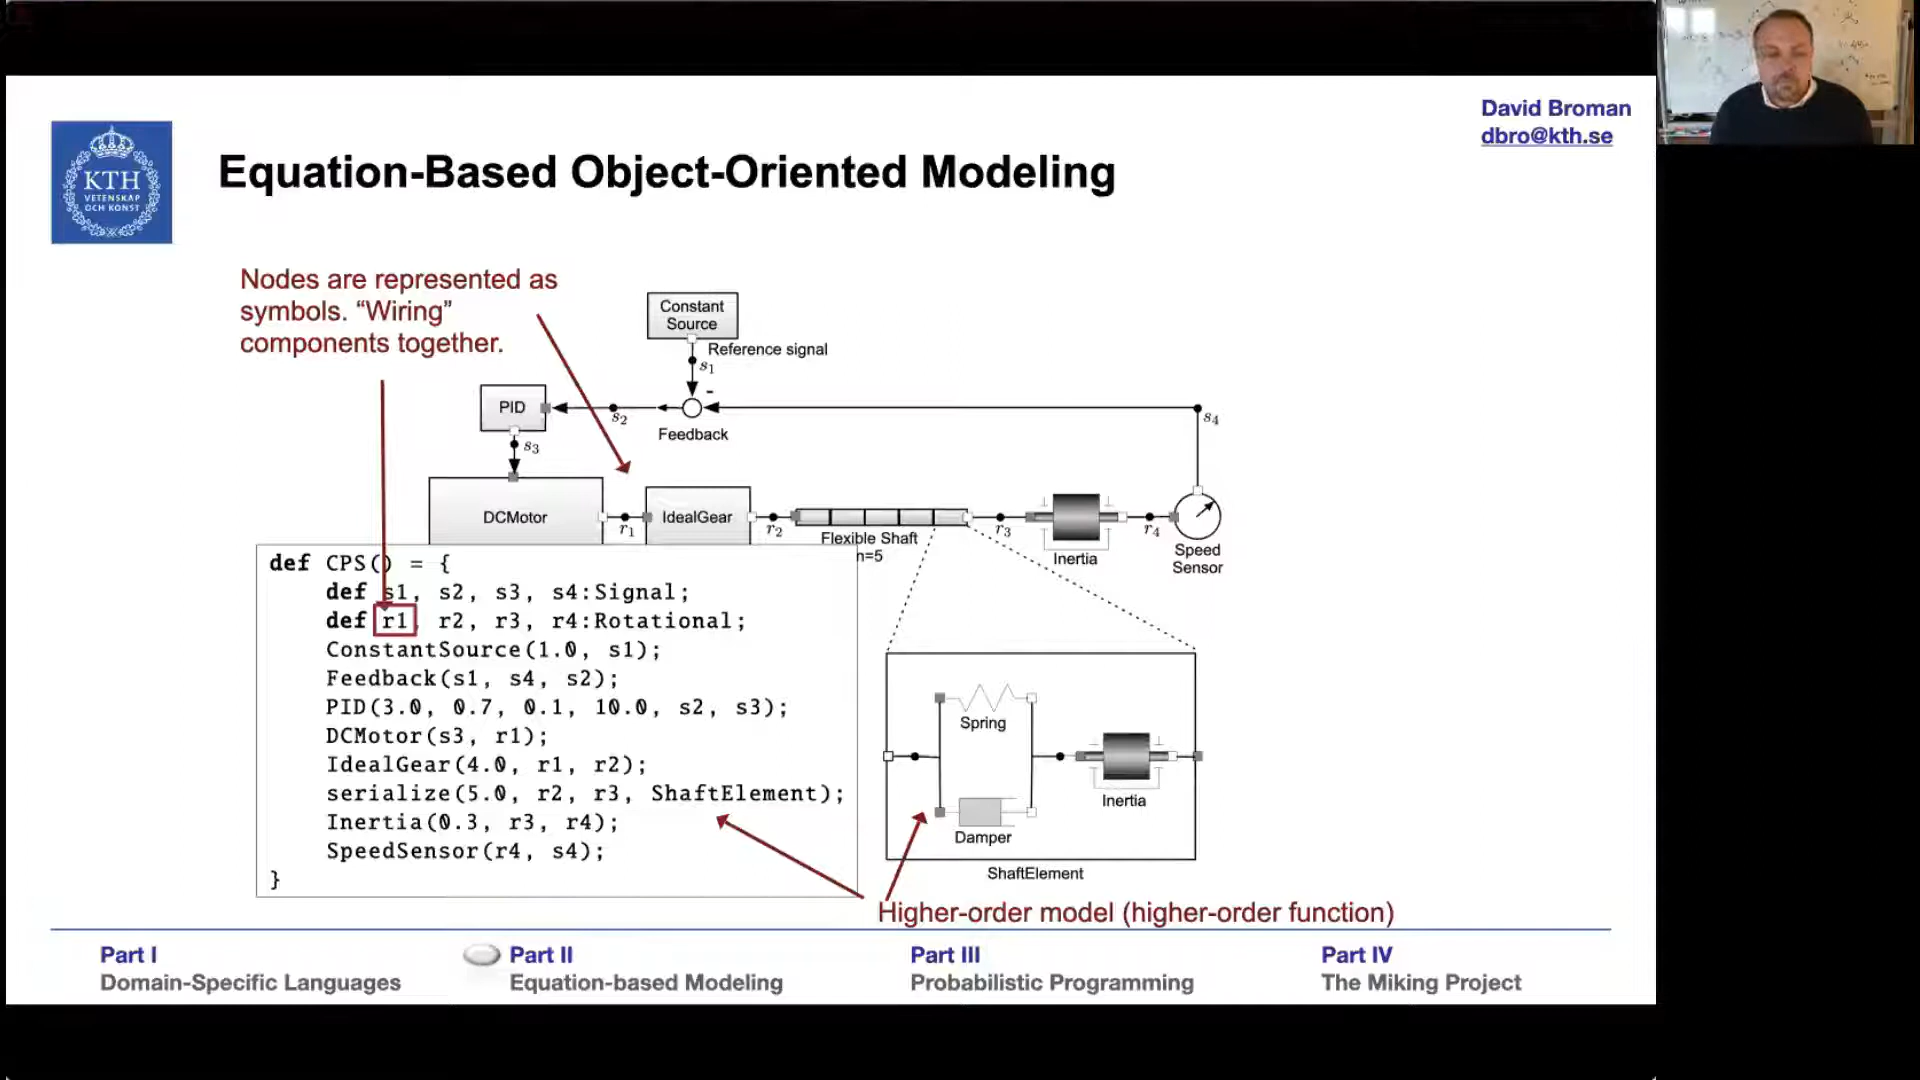 David Broman
dbro@kth.se
KTH
VETENSKAP
OCH KONST
Equation-Based Object-Oriented Modeling
Nodes are represented as
symbols. “Wiring”
components together.
Constant
Source
Reference signal
s1
-
PID
s2
Feedback
s4
s3
DCMotor
r1
IdealGear
r2
Flexible Shaft
n=5
r3
Inertia
r4
Speed
Sensor
def CPS() = {
def s1, s2, s3, s4:Signal;
def r1, r2, r3, r4:Rotational;
ConstantSource(1.0, s1);
Feedback(s1, s4, s2);
PID(3.0, 0.7, 0.1, 10.0, s2, s3);
DCMotor(s3, r1);
IdealGear(4.0, r1, r2);
serialize(5.0, r2, r3, ShaftElement);
Inertia(0.3, r3, r4);
SpeedSensor(r4, s4);
}
Spring
Damper
Inertia
ShaftElement
Higher-order model (higher-order function)
Part I
Domain-Specific Languages
Part II
Equation-based Modeling
Part III
Probabilistic Programming
Part IV
The Miking Project